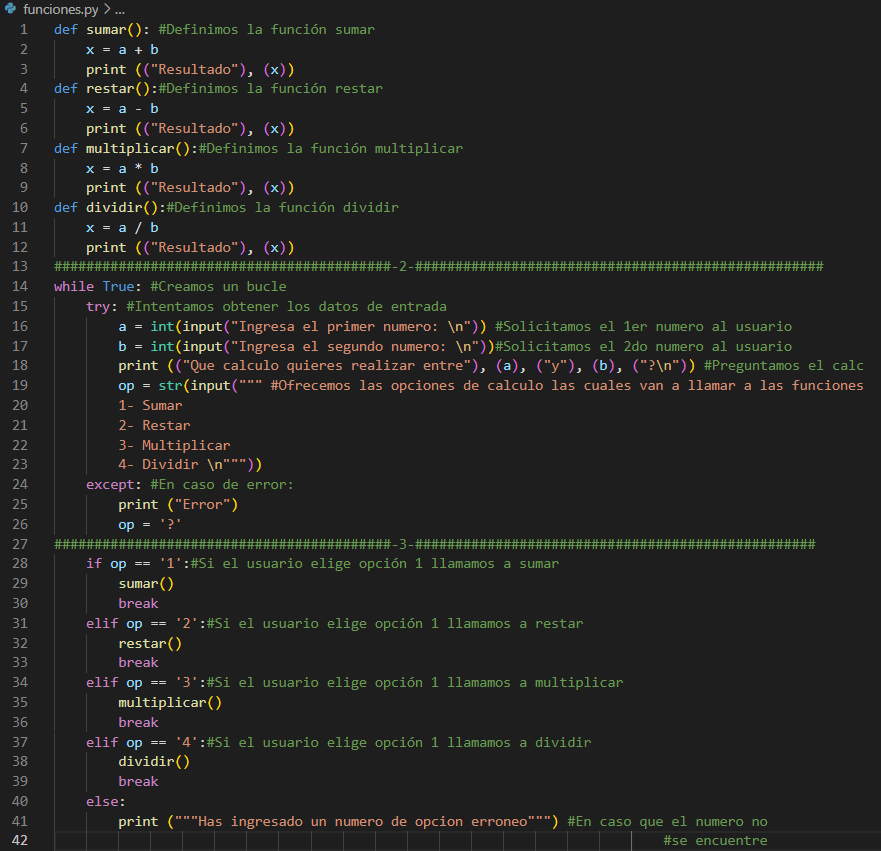 funciones.py > ...
1 def sumar(): #Definimos la función sumar
2     x = a + b
3     print (("Resultado"), (x))
4 def restar():#Definimos la función restar
5     x = a - b
6     print (("Resultado"), (x))
7 def multiplicar():#Definimos la función multiplicar
8     x = a * b
9     print (("Resultado"), (x))
10 def dividir():#Definimos la función dividir
11     x = a / b
12     print (("Resultado"), (x))
13 ##########################################-2-###################################################
14 while True: #Creamos un bucle
15     try: #Intentamos obtener los datos de entrada
16         a = int(input("Ingresa el primer numero: \n")) #Solicitamos el 1er numero al usuario
17         b = int(input("Ingresa el segundo numero: \n"))#Solicitamos el 2do numero al usuario
18         print (("Que calculo quieres realizar entre"), (a), ("y"), (b), ("?\n")) #Preguntamos el calc
19         op = str(input(""" #Ofrecemos las opciones de calculo las cuales van a llamar a las funciones
20         1- Sumar
21         2- Restar
22         3- Multiplicar
23         4- Dividir \n"""))
24     except: #En caso de error:
25         print ("Error")
26         op = '?'
27 ##########################################-3-##################################################
28     if op == '1':#Si el usuario elige opción 1 llamamos a sumar
29         sumar()
30         break
31     elif op == '2':#Si el usuario elige opción 1 llamamos a restar
32         restar()
33         break
34     elif op == '3':#Si el usuario elige opción 1 llamamos a multiplicar
35         multiplicar()
36         break
37     elif op == '4':#Si el usuario elige opción 1 llamamos a dividir
38         dividir()
39         break
40     else:
41         print ("""Has ingresado un numero de opcion erroneo""") #En caso que el numero no
42                                                                             #se encuentre